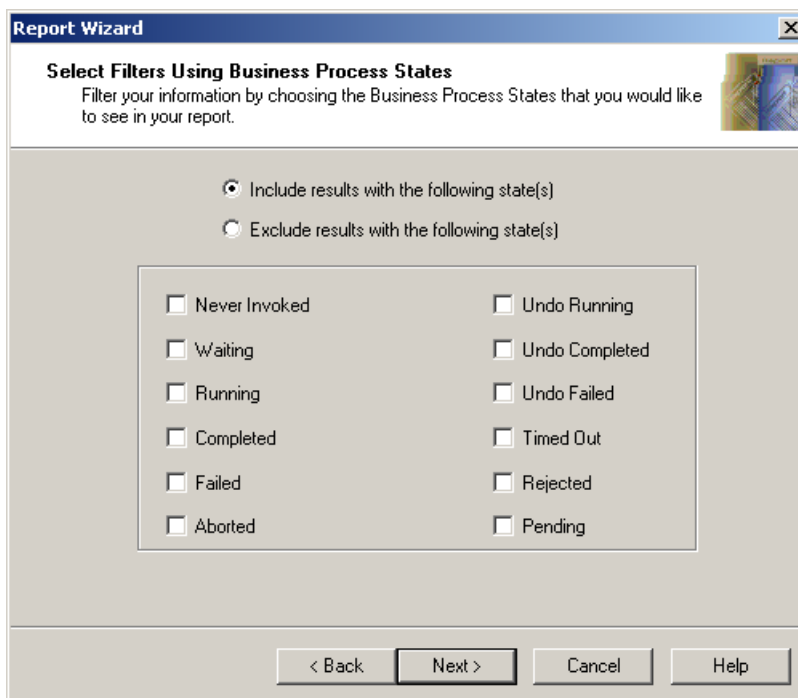 Report Wizard
Select Filters Using Business Process States
Filter your information by choosing the Business Process States that you would like
to see in your report.
Include results with the following state(s)
Exclude results with the following state(s)
Never Invoked
Undo Running
Waiting
Undo Completed
Running
Undo Failed
Completed
Timed Out
Failed
Rejected
Aborted
Pending
< Back
Next >
Cancel
Help